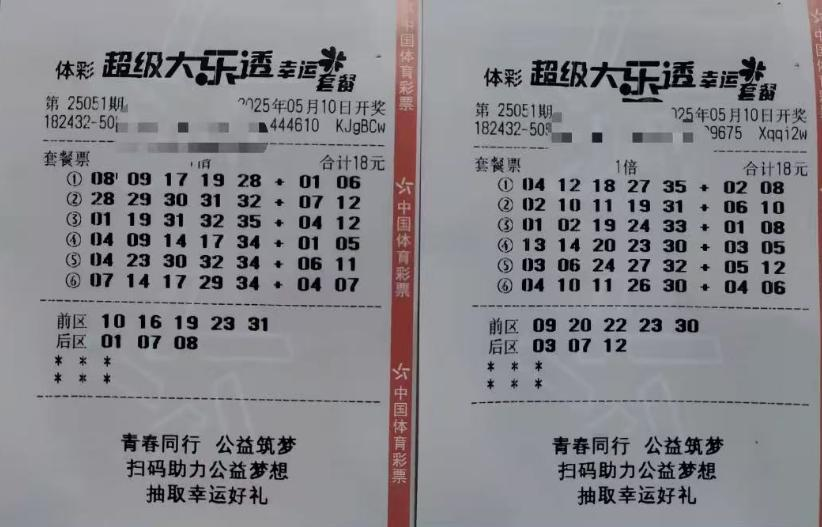 体彩 超级大乐透 幸运套餐
第 25051期 2025年05月10日开奖
182432-50 444610 KJgBCw
套餐票 1倍 合计18元
① 08 09 17 19 28 + 01 06
② 28 29 30 31 32 + 07 12
③ 01 19 31 32 35 + 04 12
④ 04 09 14 17 34 + 01 05
⑤ 04 23 30 32 34 + 06 11
⑥ 07 14 17 29 34 + 04 07
前区 10 16 19 23 31
后区 01 07 08
* * *
* * *
青春同行 公益筑梦
扫码助力公益梦想
抽取幸运好礼
中国体育彩票
中国体育彩票
中国体育彩票
体彩 超级大乐透 幸运套餐
第 25051期 025年05月10日开奖
182432-505 9675 Xqqi2w
套餐票 1倍 合计18元
① 04 12 18 27 35 + 02 08
② 02 10 11 19 31 + 06 10
③ 01 02 19 24 33 + 01 08
④ 13 14 20 23 30 + 03 05
⑤ 03 06 24 27 32 + 05 12
⑥ 04 10 11 26 30 + 04 06
前区 09 20 22 23 30
后区 03 07 12
* * *
* * *
青春同行 公益筑梦
扫码助力公益梦想
抽取幸运好礼